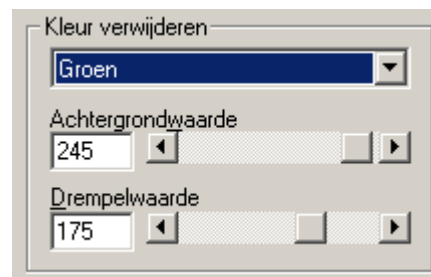 Kleur verwijderen
Groen
Achtergrondwaarde
245
Drempelwaarde
175